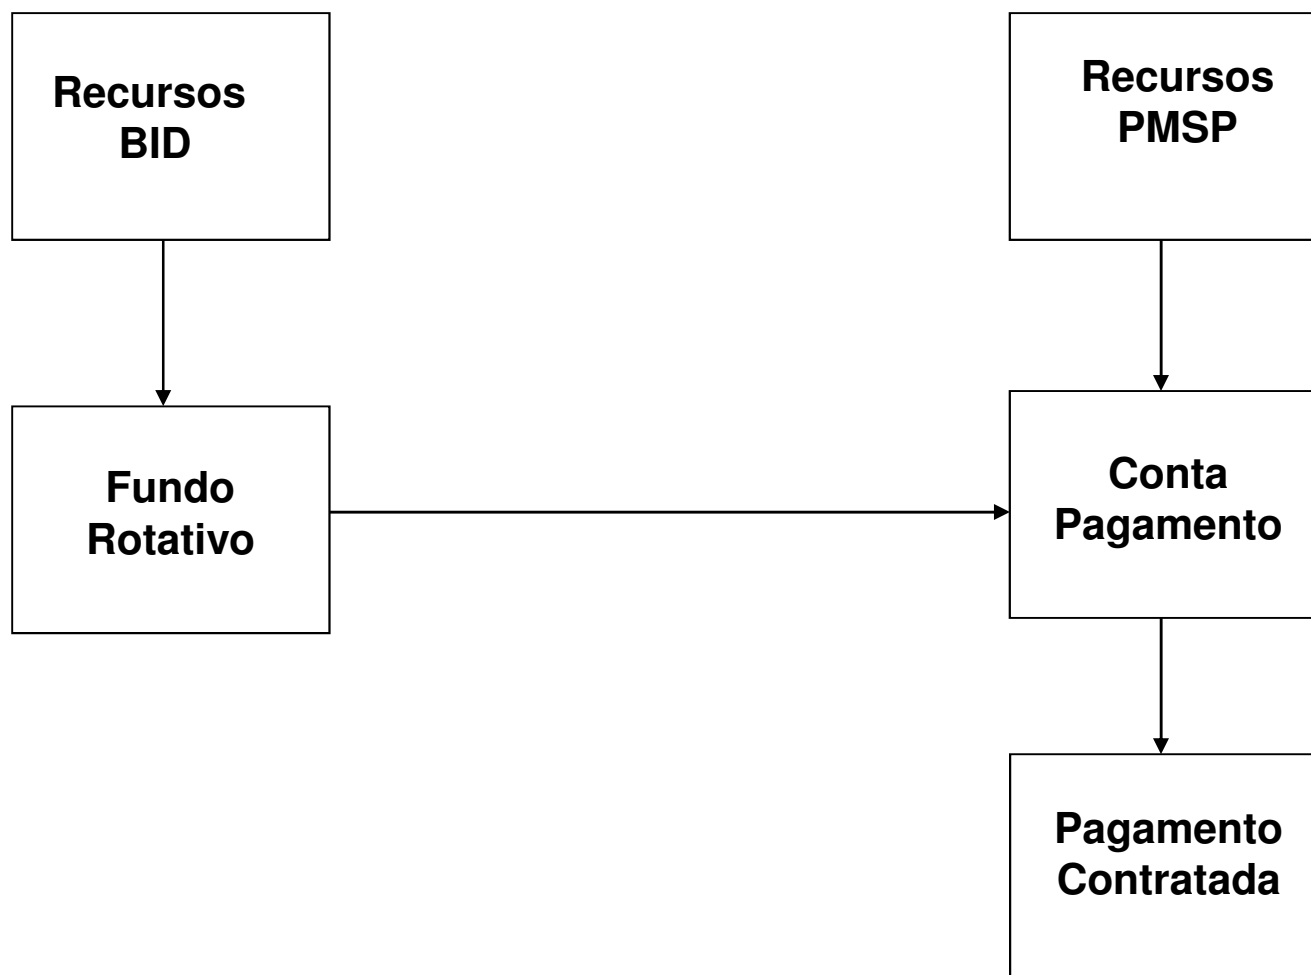 Recursos
BID
Recursos
PMSP
Fundo
Rotativo
Conta
Pagamento
Pagamento
Contratada